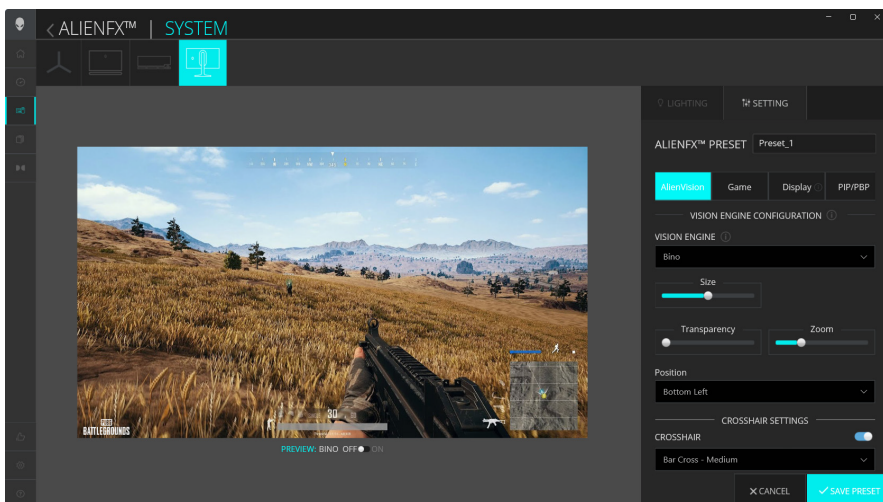 ALIENFX™ | SYSTEM
LIGHTING
SETTING
ALIENFX™ PRESET
Preset_1
AlienVision
Game
Display
PIP/PBP
VISION ENGINE CONFIGURATION
VISION ENGINE
Bino
Size
Transparency
Zoom
Position
Bottom Left
CROSSHAIR SETTINGS
CROSSHAIR
Bar Cross - Medium
CANCEL
SAVE PRESET
30
PUBG
BATTLEGROUNDS
PREVIEW: BINO OFF ON